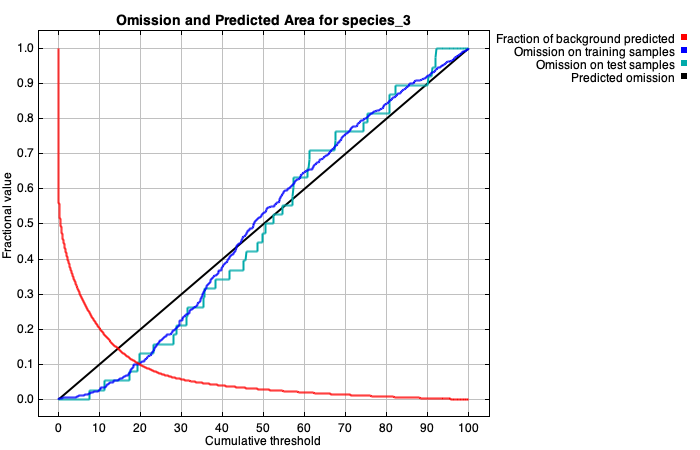 Omission and Predicted Area for species_3
Fraction of background predicted
Omission on training samples
Omission on test samples
Predicted omission
Fractional value
1.0
0.9
0.8
0.7
0.6
0.5
0.4
0.3
0.2
0.1
0.0
0 10 20 30 40 50 60 70 80 90 100
Cumulative threshold